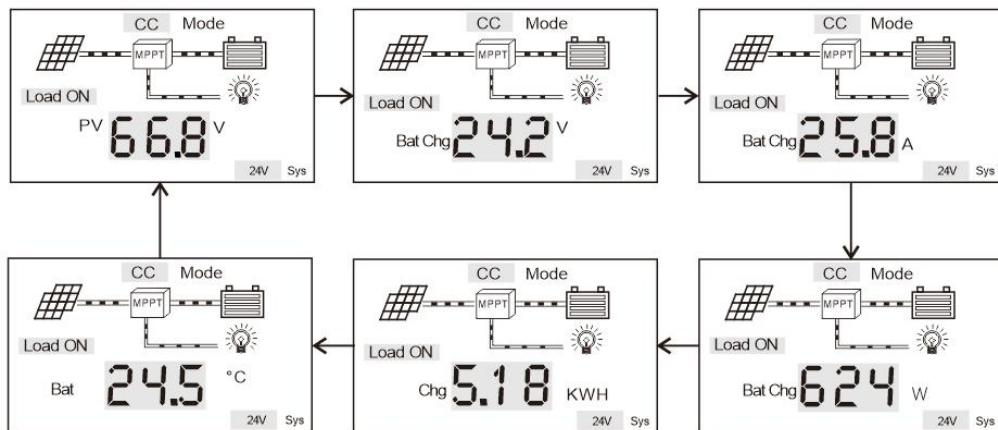 CC Mode
MPPT
Load ON
PV 66.8 V
24V Sys
CC Mode
MPPT
Load ON
Bat Chg 24.2 V
24V Sys
CC Mode
MPPT
Load ON
Bat Chg 25.8 A
24V Sys
CC Mode
MPPT
Load ON
Bat 24.5 °C
24V Sys
CC Mode
MPPT
Load ON
Chg 5.18 KWH
24V Sys
CC Mode
MPPT
Load ON
Bat Chg 624 W
24V Sys